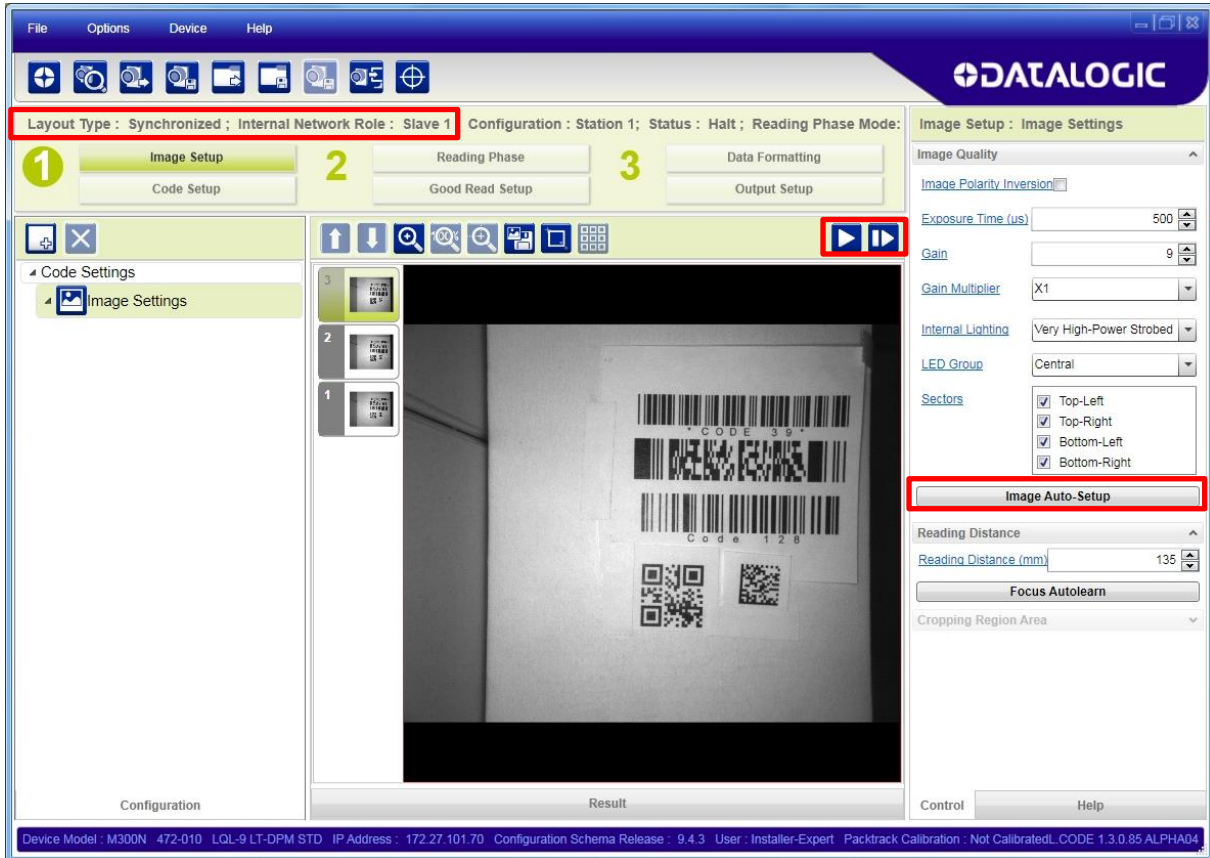 File Options Device Help
DATALOGIC
Layout Type : Synchronized ; Internal Network Role : Slave 1 Configuration : Station 1; Status : Halt ; Reading Phase Mode:
1 Image Setup 2 Reading Phase 3 Data Formatting
Code Setup Good Read Setup Output Setup
Code Settings
Image Settings
100%
3
2
1
* C O D E 3 9 *
C o d e 1 2 8
Image Setup : Image Settings
Image Quality
Image Polarity Inversion
Exposure Time (us) 500
Gain 9
Gain Multiplier X1
Internal Lighting Very High-Power Strobed
LED Group Central
Sectors Top-Left
Top-Right
Bottom-Left
Bottom-Right
Image Auto-Setup
Reading Distance
Reading Distance (mm) 135
Focus Autolearn
Cropping Region Area
Configuration Result Control Help
Device Model : M300N 472-010 LQL-9 LT-DPM STD IP Address : 172.27.101.70 Configuration Schema Release : 9.4.3 User : Installer-Expert Packtrack Calibration : Not CalibratedL.CODE 1.3.0.85 ALPHA04